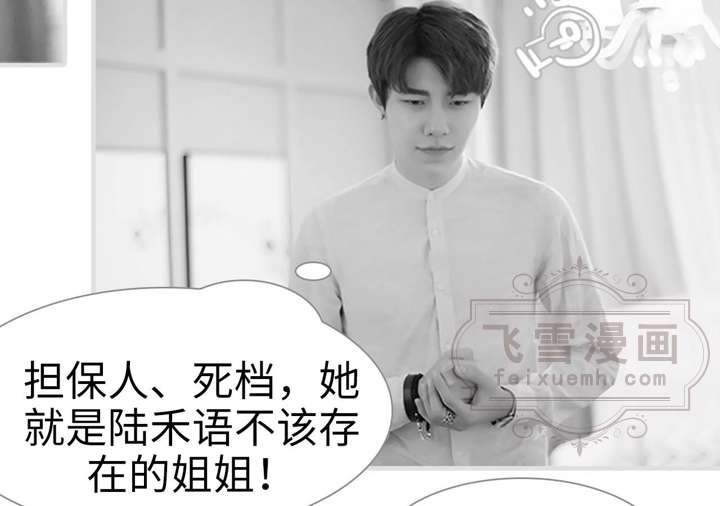 飞雪漫画
feixuemh.com
担保人、死档，她
就是陆禾语不该存
在的姐姐！